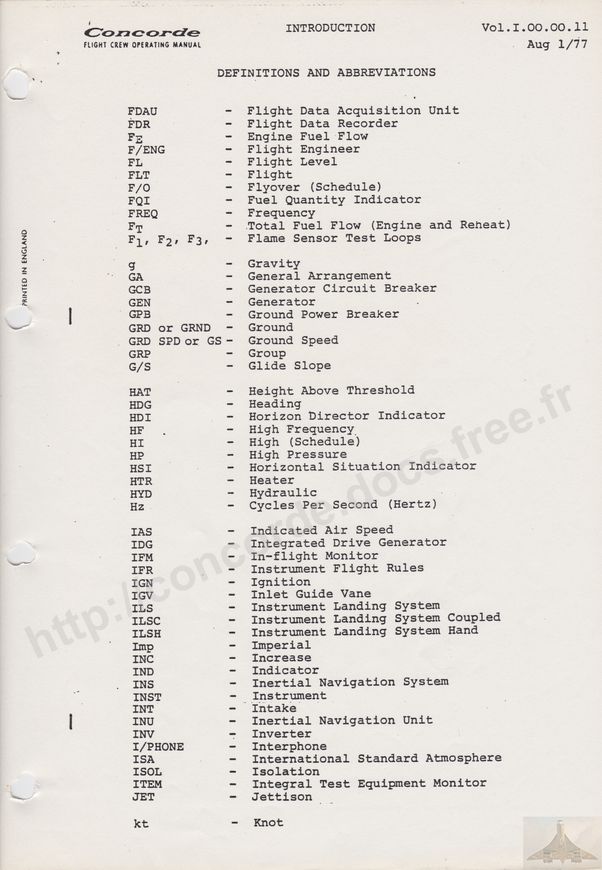 Concorde
FLIGHT CREW OPERATING MANUAL
INTRODUCTION
Vol.I.00.00.11
Aug 1/77
DEFINITIONS AND ABBREVIATIONS
FDAU - Flight Data Acquisition Unit
FDR - Flight Data Recorder
FE - Engine Fuel Flow
F/ENG - Flight Engineer
FL - Flight Level
FLT - Flight
F/O - Flyover (Schedule)
FQI - Fuel Quantity Indicator
FREQ - Frequency
FT - Total Fuel Flow (Engine and Reheat)
F1, F2, F3, - Flame Sensor Test Loops
g - Gravity
GA - General Arrangement
GCB - Generator Circuit Breaker
GEN - Generator
GPB - Ground Power Breaker
GRD or GRND - Ground
GRD SPD or GS - Ground Speed
GRP - Group
G/S - Glide Slope
HAT - Height Above Threshold
HDG - Heading
HDI - Horizon Director Indicator
HF - High Frequency
HI - High (Schedule)
HP - High Pressure
HSI - Horizontal Situation Indicator
HTR - Heater
HYD - Hydraulic
Hz - Cycles Per Second (Hertz)
IAS - Indicated Air Speed
IDG - Integrated Drive Generator
IFM - In-flight Monitor
IFR - Instrument Flight Rules
IGN - Ignition
IGV - Inlet Guide Vane
ILS - Instrument Landing System
ILSC - Instrument Landing System Coupled
ILSH - Instrument Landing System Hand
Imp - Imperial
INC - Increase
IND - Indicator
INS - Inertial Navigation System
INST - Instrument
INT - Intake
INU - Inertial Navigation Unit
INV - Inverter
I/PHONE - Interphone
ISA - International Standard Atmosphere
ISOL - Isolation
ITEM - Integral Test Equipment Monitor
JET - Jettison
kt - Knot
PRINTED IN ENGLAND
http://concorde.docs.free.fr